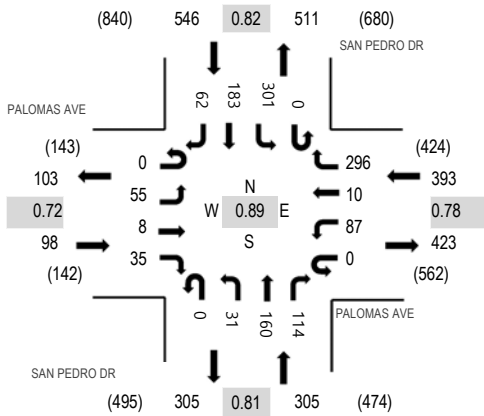 (840) 546 0.82 511 (680)
SAN PEDRO DR
62 183 301 0
PALOMAS AVE
(143) 0 296 (424)
103 393
55 N 10
0.72 W 0.89 E 0.78
98 8 S 87 423
(142) 35 0 (562)
0 31 160 114
PALOMAS AVE
SAN PEDRO DR
(495) 305 0.81 305 (474)